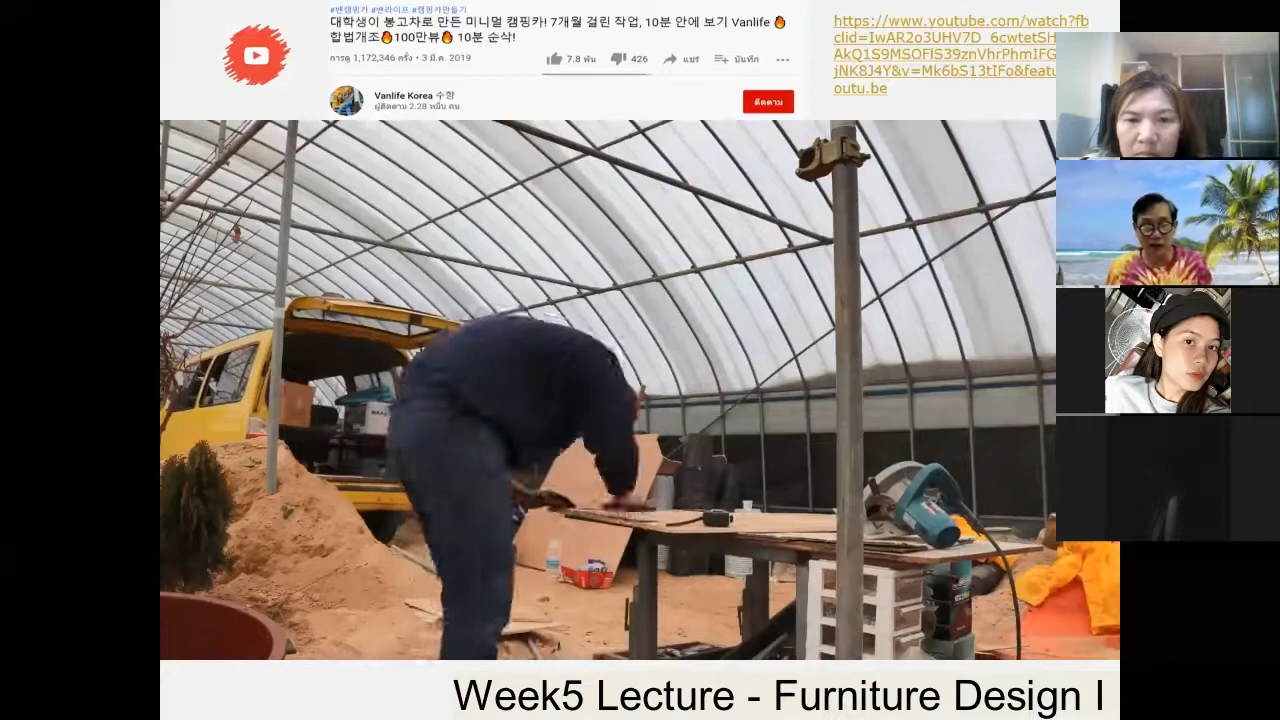 #밴캠핑카 #밴라이프 #캠핑카만들기
대학생이 봉고차로 만든 미니멀 캠핑카! 7개월 걸린 작업, 10분 안에 보기 Vanlife 🔥
합법개조🔥100만뷰🔥 10분 순삭!
การดู 1,172,346 ครั้ง • 3 มี.ค. 2019
7.8 พัน
426
แชร์
บันทึก
Vanlife Korea 수향
ผู้ติดตาม 2.28 หมื่น คน
ติดตาม
https://www.youtube.com/watch?fb
clid=IwAR2o3UHV7D_6cwtetSH
AkQ1S9MSOFlS39znVhrPhmIFG
jNK8J4Y&v=Mk6bS13tIFo&featu
outu.be
Week5 Lecture - Furniture Design I